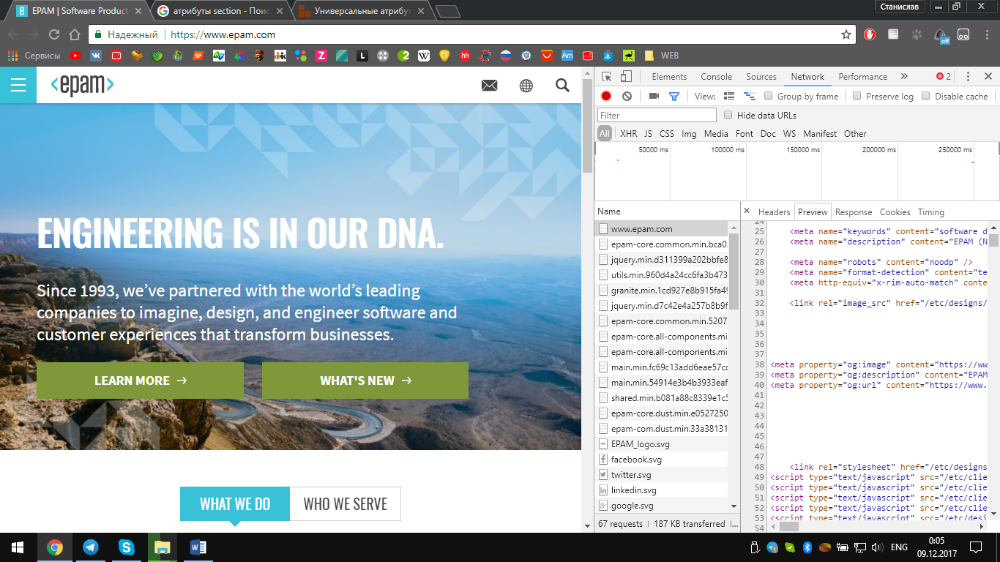 EPAM | Software Product
атрибуты section - Поис
Универсальные атрибут
Станислав
Надежный
https://www.epam.com
off
Сервисы
SP
Z
L
2
W
G
hh
Am
WEB
<epam>
ENGINEERING IS IN OUR DNA.
Since 1993, we’ve partnered with the world’s leading
companies to imagine, design, and engineer software and
customer experiences that transform businesses.
LEARN MORE →
WHAT'S NEW →
WHAT WE DO
WHO WE SERVE
Elements Console Sources Network Performance » 2
View: Group by frame Preserve log Disable cache
Filter
Hide data URLs
All XHR JS CSS Img Media Font Doc WS Manifest Other
50000 ms 100000 ms 150000 ms 200000 ms 250000 ms
Name
www.epam.com
epam-core.common.min.bca0
jquery.min.d311399a202bbfe8
utils.min.960d4a24cc6fa3b473
granite.min.1cd927e8b915fa49
jquery.min.d7c42e4a257b8b9f
epam-core.common.min.5207
epam-core.all-components.mi
epam-core.all-components.mi
main.min.fc69c13add6eae57cc
main.min.54914e3b4b3933eaf
shared.min.b081a88c8339e1c5
epam-core.dust.min.e0527250
epam-com.dust.min.33a38131
EPAM_logo.svg
facebook.svg
twitter.svg
linkedin.svg
google.svg
67 requests | 187 KB transferred |...
Headers Preview Response Cookies Timing
24
25 <meta name="keywords" content="software d
26 <meta name="description" content="EPAM (N
27
28 <meta name="robots" content="noodp" />
29 <meta name="format-detection" content="te
30 <meta http-equiv="x-rim-auto-match" conte
31
32 <link rel="image_src" href="/etc/designs/
33
34
35
36
37
38 <meta property="og:image" content="https://ww
39 <meta property="og:description" content="EPAM
40 <meta property="og:url" content="https://www.
41
42
43
44
45
46
47
48 <link rel="stylesheet" href="/etc/designs
49 <script type="text/javascript" src="/etc/clie
50 <script type="text/javascript" src="/etc/clie
51 <script type="text/javascript" src="/etc/clie
52 <script type="text/javascript" src="/etc/clie
53 <script type="text/javascript" src="/etc/desi
54
ENG
0:05
09.12.2017